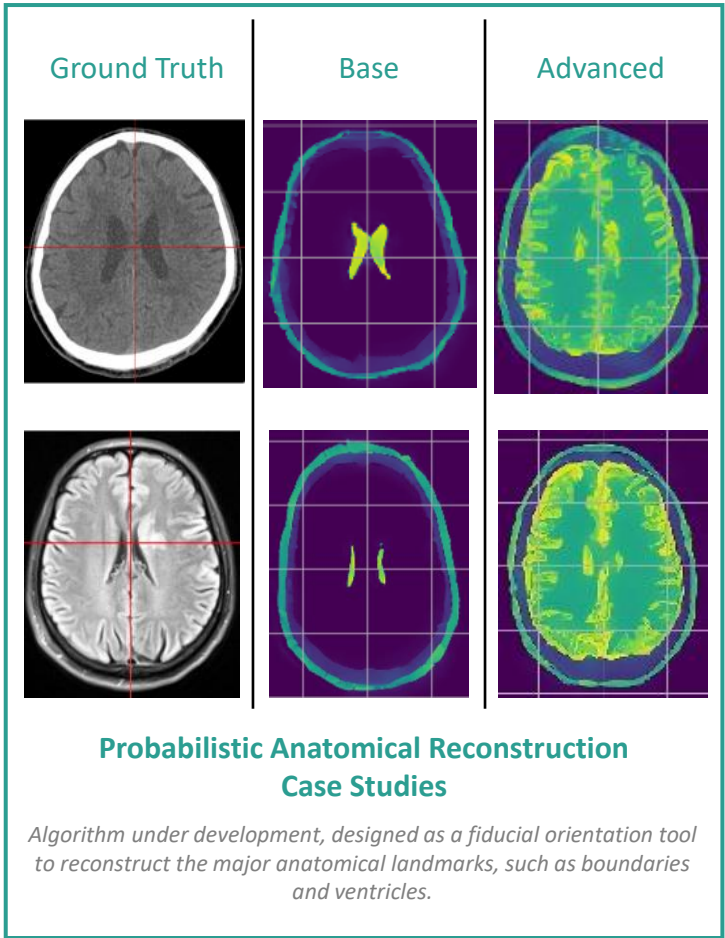 Ground Truth
Base
Advanced
Probabilistic Anatomical Reconstruction
Case Studies
Algorithm under development, designed as a fiducial orientation tool
to reconstruct the major anatomical landmarks, such as boundaries
and ventricles.